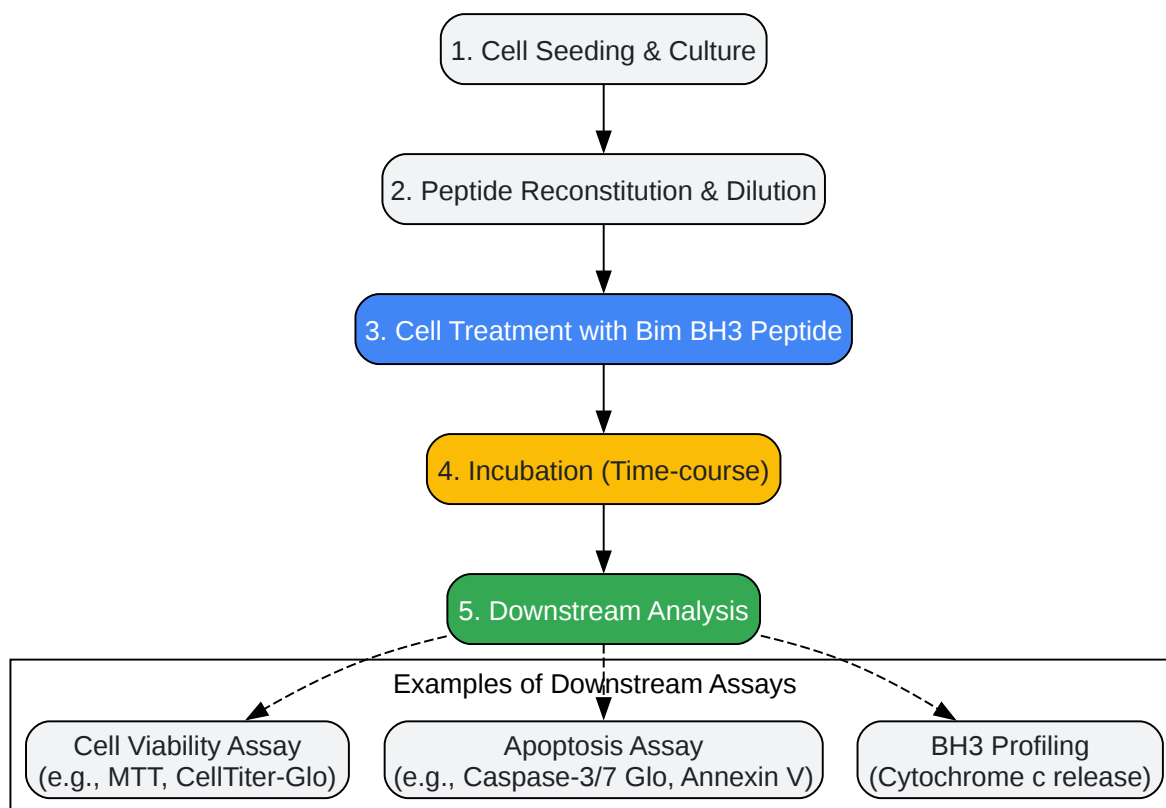 1. Cell Seeding & Culture
2. Peptide Reconstitution & Dilution
3. Cell Treatment with Bim BH3 Peptide
4. Incubation (Time-course)
5. Downstream Analysis
Examples of Downstream Assays
Cell Viability Assay
(e.g., MTT, CellTiter-Glo)
Apoptosis Assay
(e.g., Caspase-3/7 Glo, Annexin V)
BH3 Profiling
(Cytochrome c release)